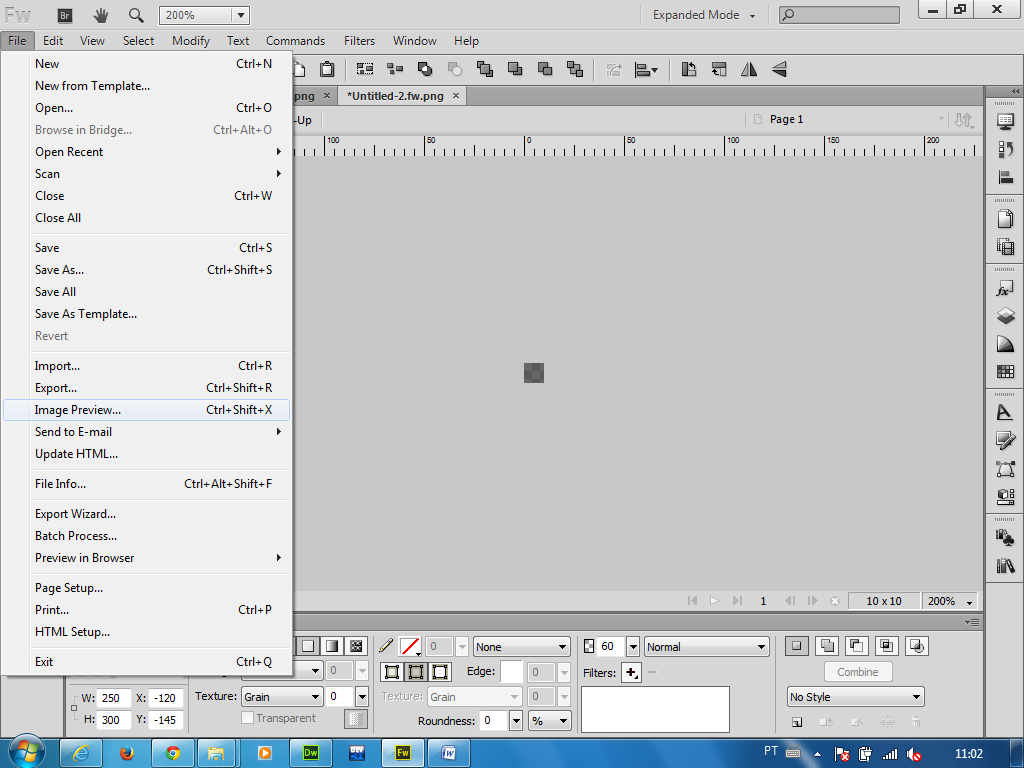 Fw Br 200% Expanded Mode
File Edit View Select Modify Text Commands Filters Window Help
New Ctrl+N
New from Template...
Open... Ctrl+O
Browse in Bridge... Ctrl+Alt+O
Open Recent
Scan
Close Ctrl+W
Close All
Save Ctrl+S
Save As... Ctrl+Shift+S
Save All
Save As Template...
Revert
Import... Ctrl+R
Export... Ctrl+Shift+R
Image Preview... Ctrl+Shift+X
Send to E-mail
Update HTML...
File Info... Ctrl+Alt+Shift+F
Export Wizard...
Batch Process...
Preview in Browser
Page Setup...
Print... Ctrl+P
HTML Setup...
Exit Ctrl+Q
png × *Untitled-2.fw.png ×
-Up Page 1
100 50 0 50 100 150 200
1 10 x 10 200%
0 None 60 Normal
0 Edge: 0 Filters: Combine
W: 250 X: -120 Texture: Grain 0 Texture: Grain 0 No Style
H: 300 Y: -145 Transparent Roundness: 0 %
Dw Fw W PT 11:02